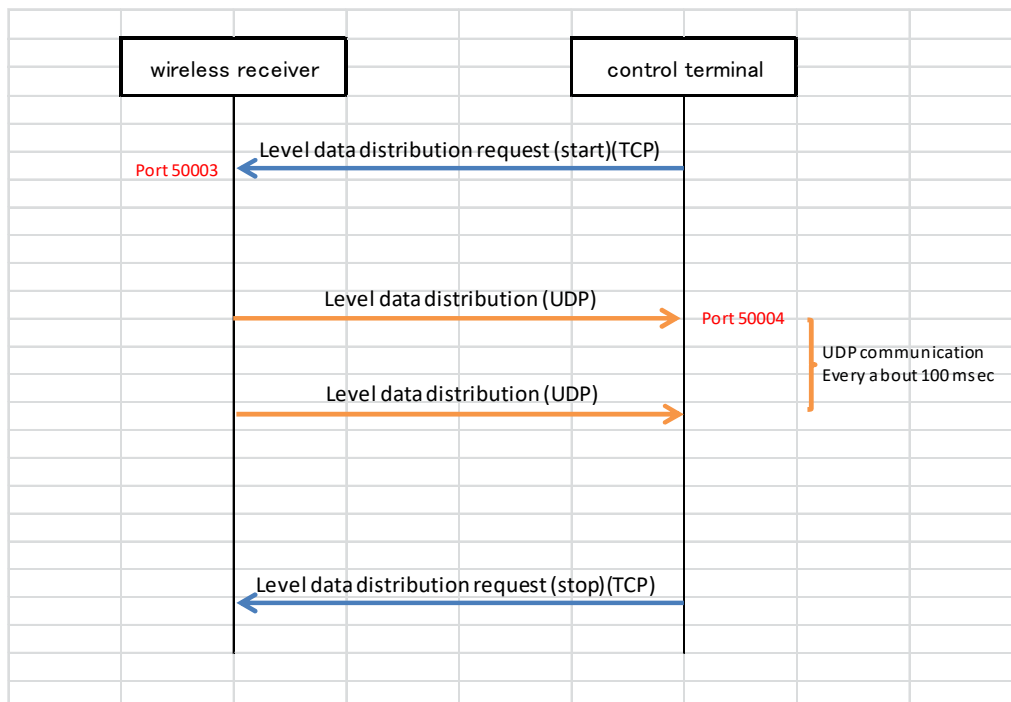 wireless receiver
control terminal
Level data distribution request (start)(TCP)
Port 50003
Level data distribution (UDP)
Port 50004
UDP communication
Every about 100 msec
Level data distribution (UDP)
Level data distribution request (stop)(TCP)